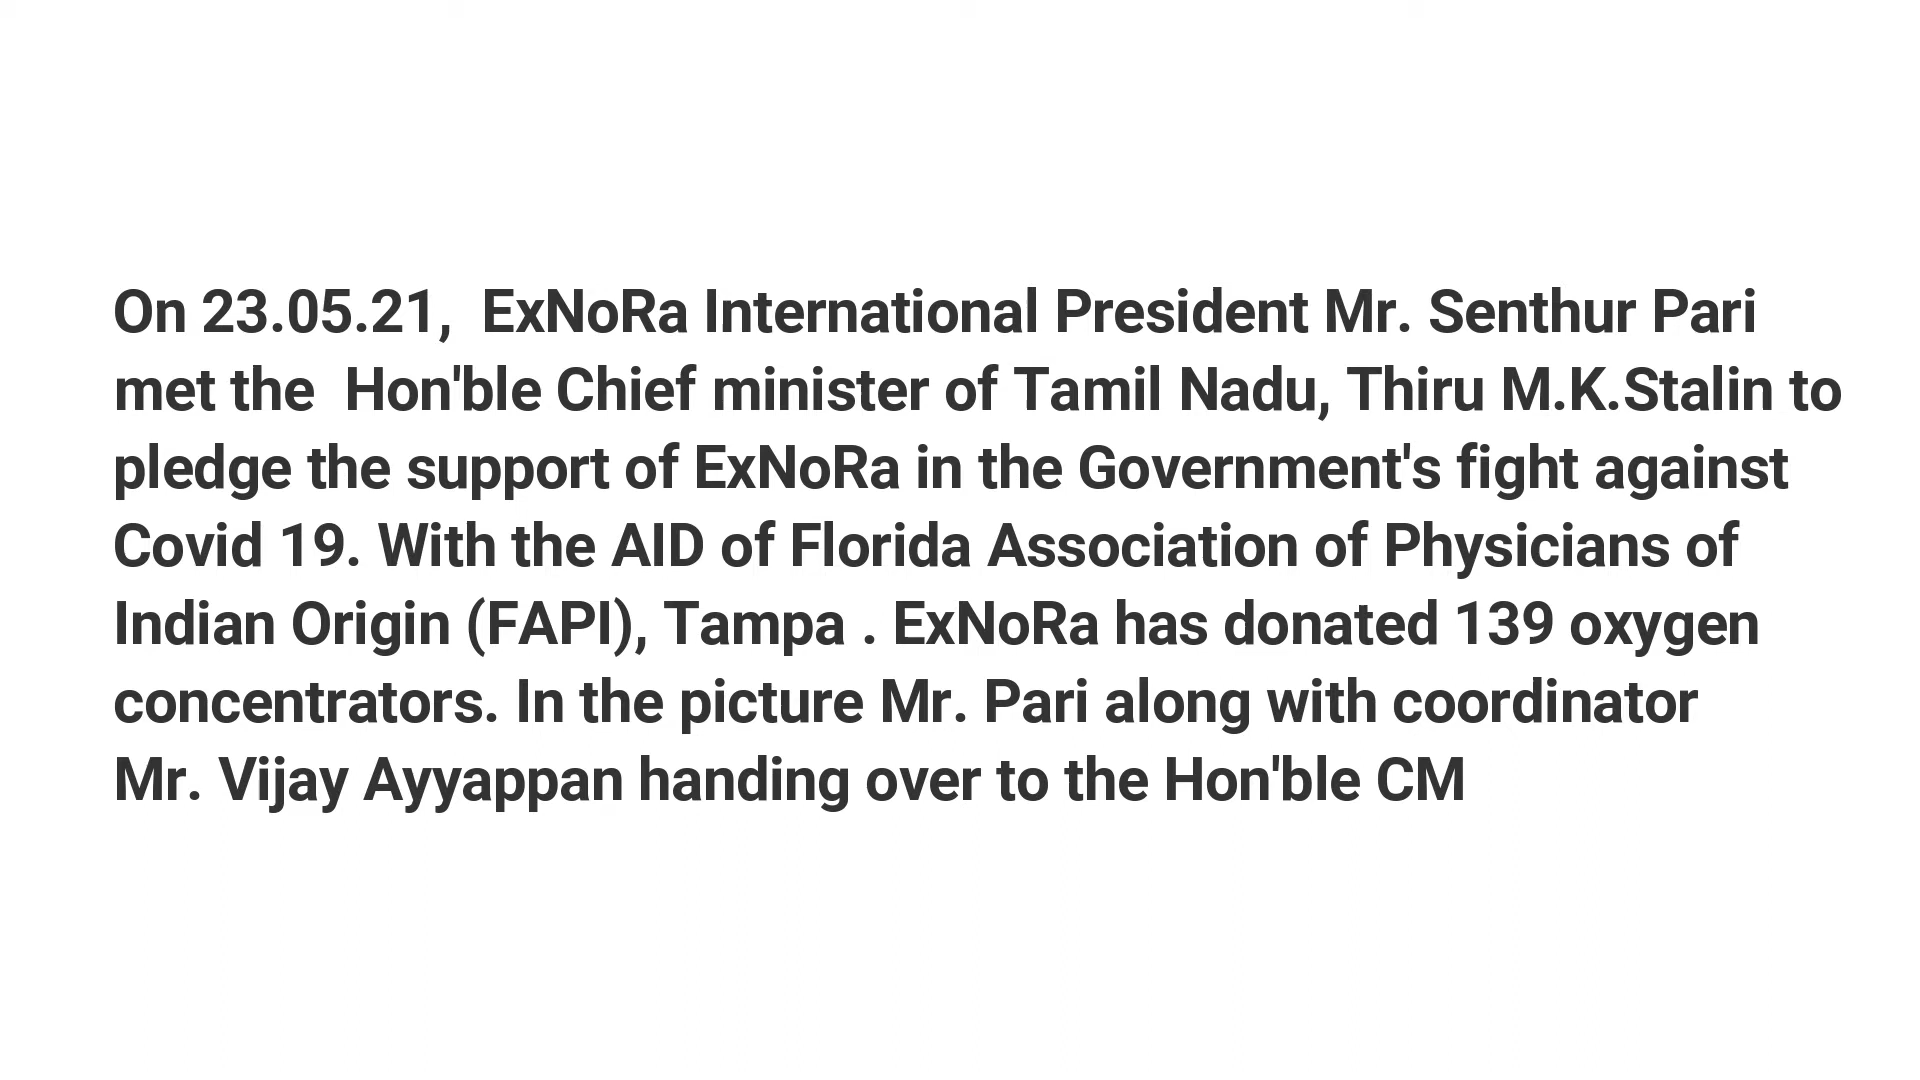 On 23.05.21,  ExNoRa International President Mr. Senthur Pari
met the  Hon'ble Chief minister of Tamil Nadu, Thiru M.K.Stalin to
pledge the support of ExNoRa in the Government's fight against
Covid 19. With the AID of Florida Association of Physicians of
Indian Origin (FAPI), Tampa . ExNoRa has donated 139 oxygen
concentrators. In the picture Mr. Pari along with coordinator
Mr. Vijay Ayyappan handing over to the Hon'ble CM